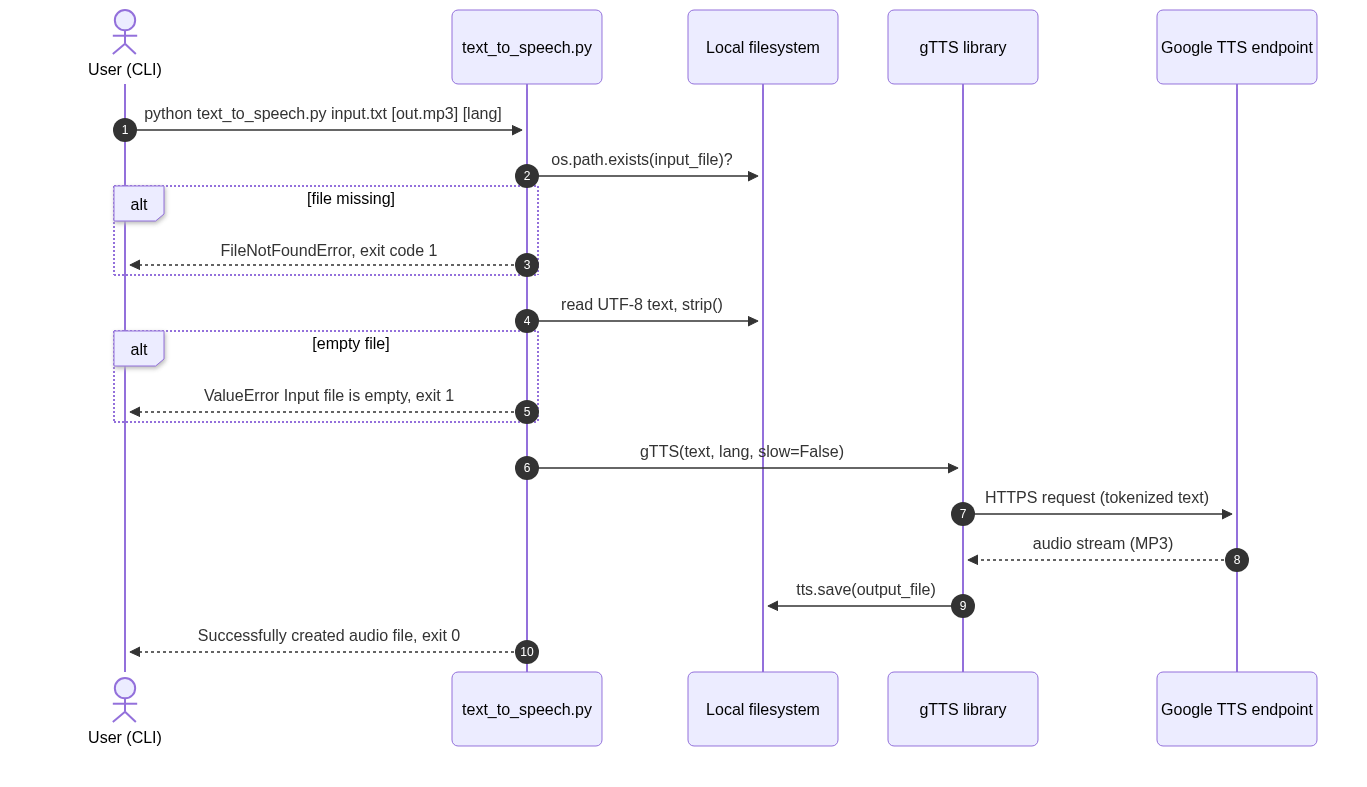 User (CLI)
text_to_speech.py
Local filesystem
gTTS library
Google TTS endpoint
python text_to_speech.py input.txt [out.mp3] [lang]
1
os.path.exists(input_file)?
2
alt
[file missing]
FileNotFoundError, exit code 1
3
read UTF-8 text, strip()
4
alt
[empty file]
ValueError Input file is empty, exit 1
5
gTTS(text, lang, slow=False)
6
HTTPS request (tokenized text)
7
audio stream (MP3)
8
tts.save(output_file)
9
Successfully created audio file, exit 0
10
User (CLI)
text_to_speech.py
Local filesystem
gTTS library
Google TTS endpoint